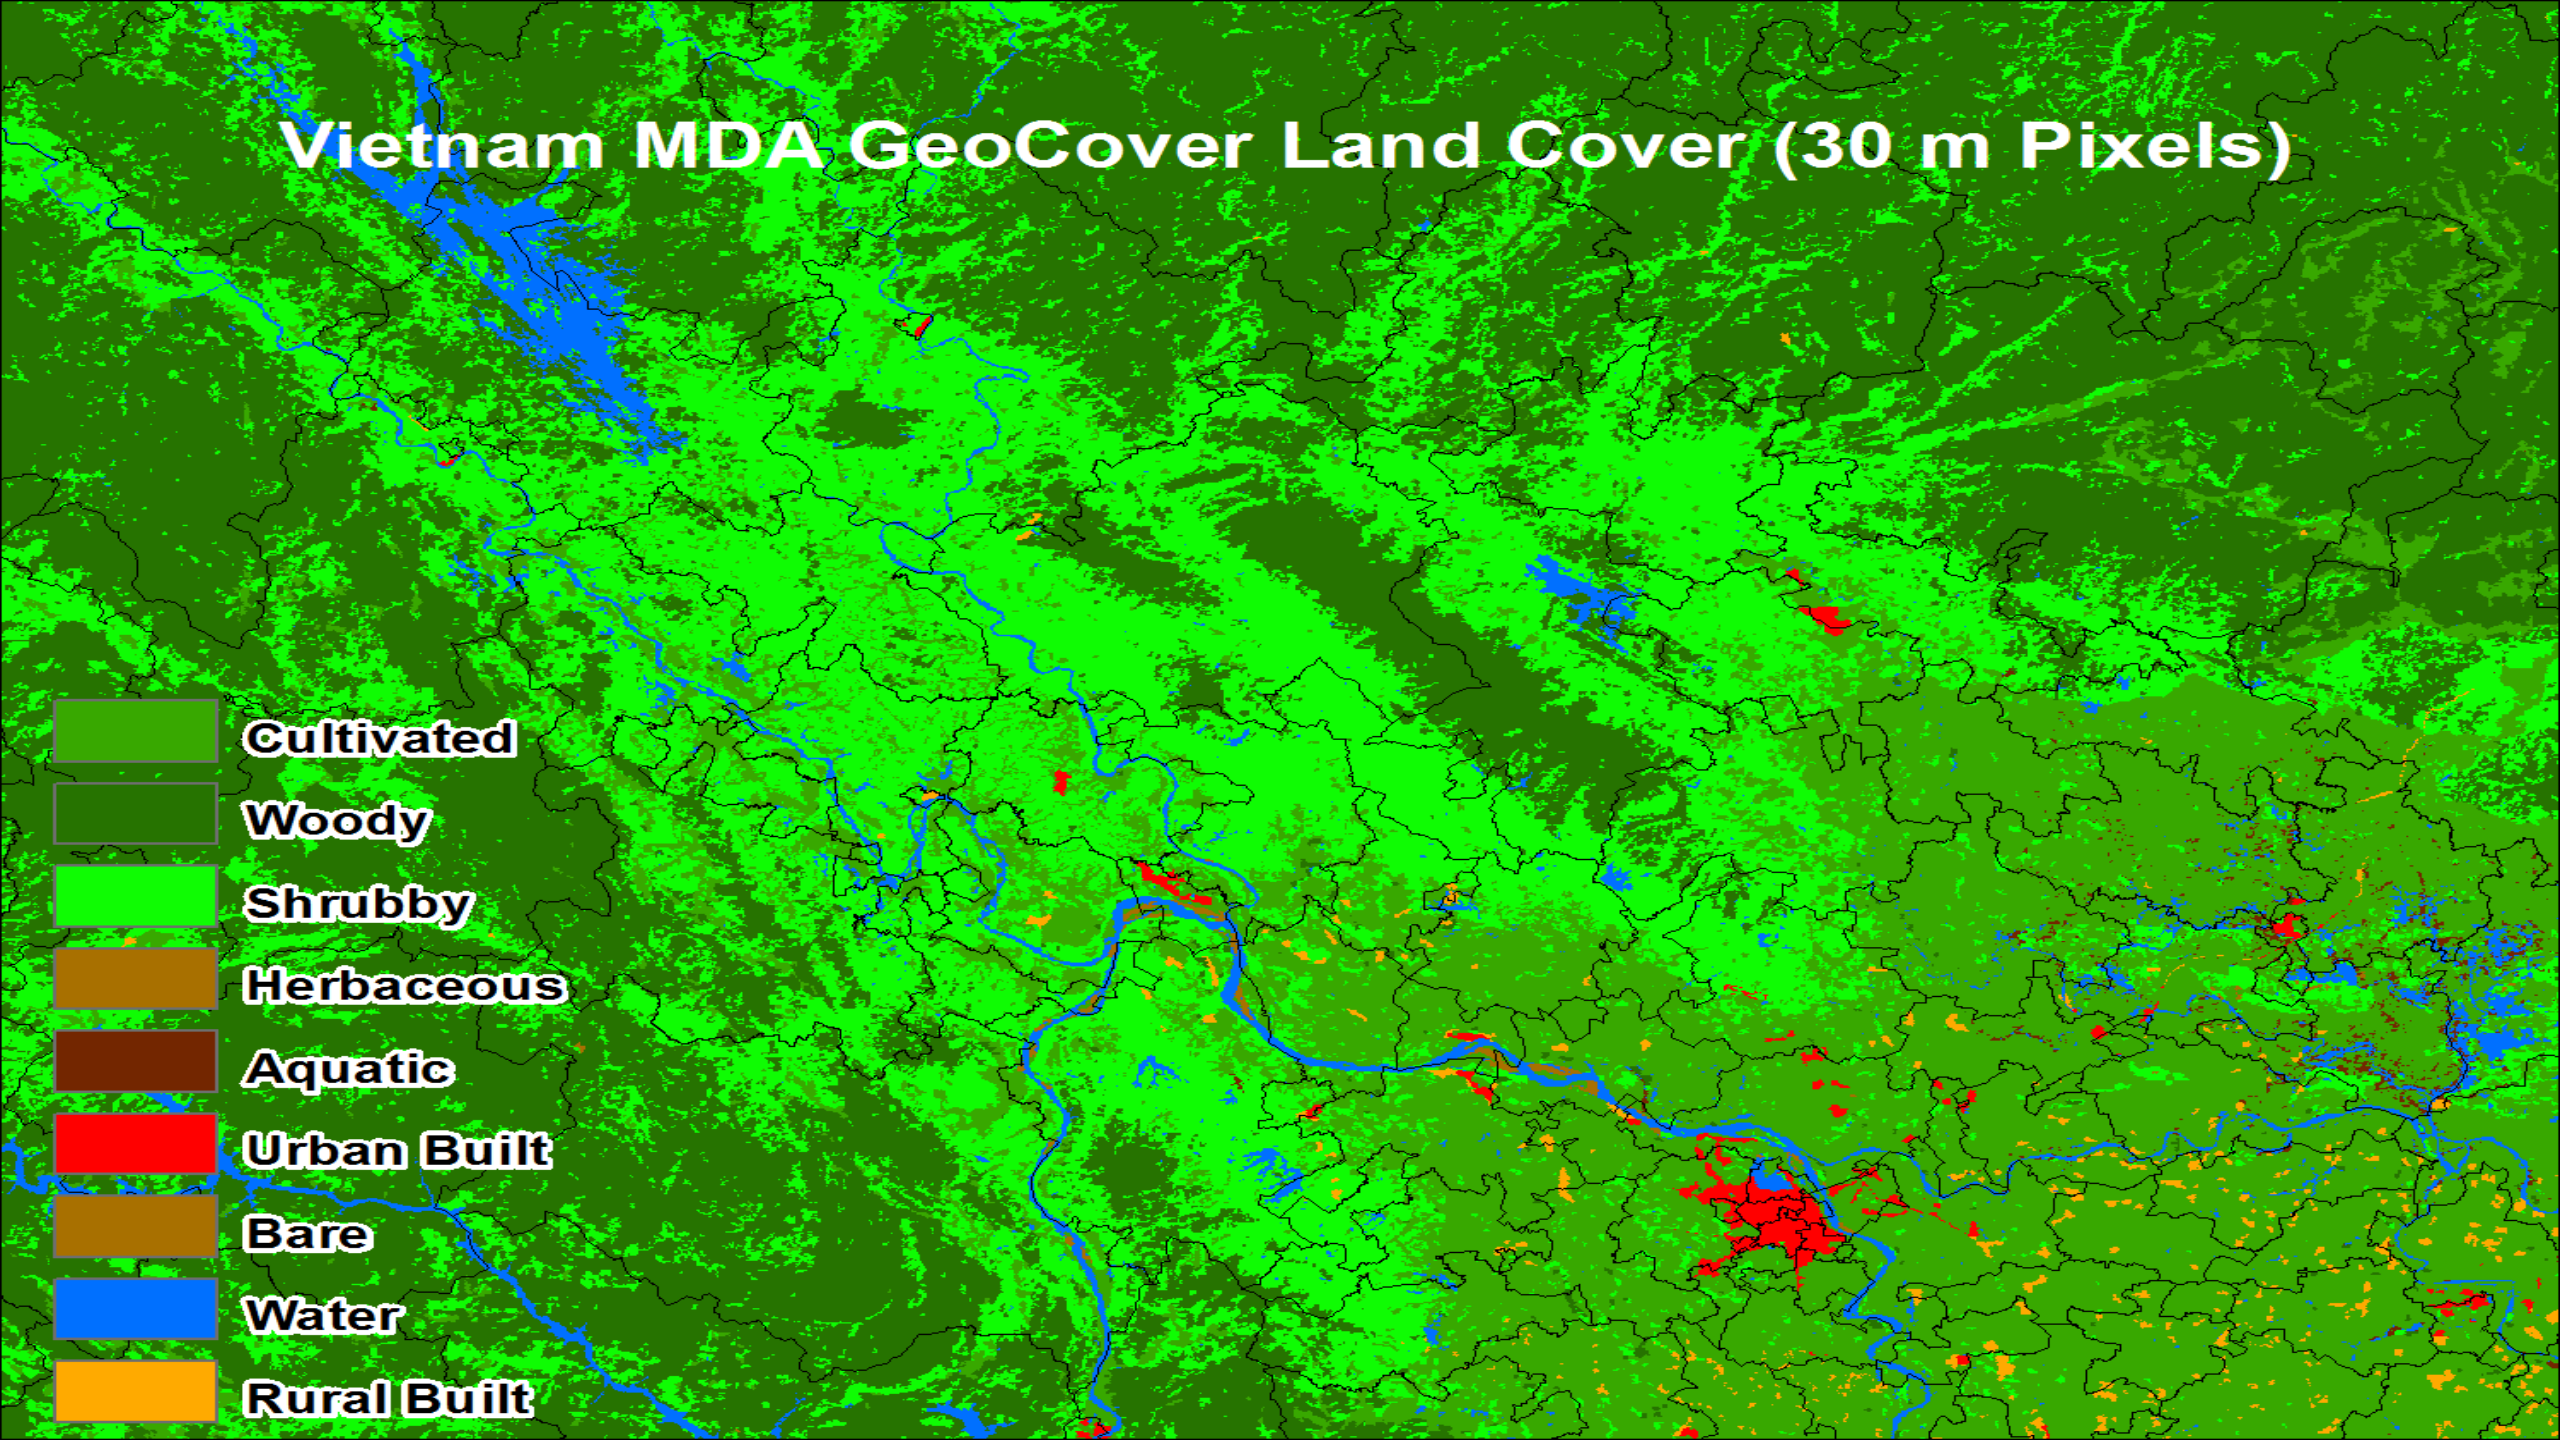 Vietnam MDA GeoCover Land Cover (30 m Pixels)
Cultivated
Woody
Shrubby
Herbaceous
Aquatic
Urban Built
Bare
Water
Rural Built